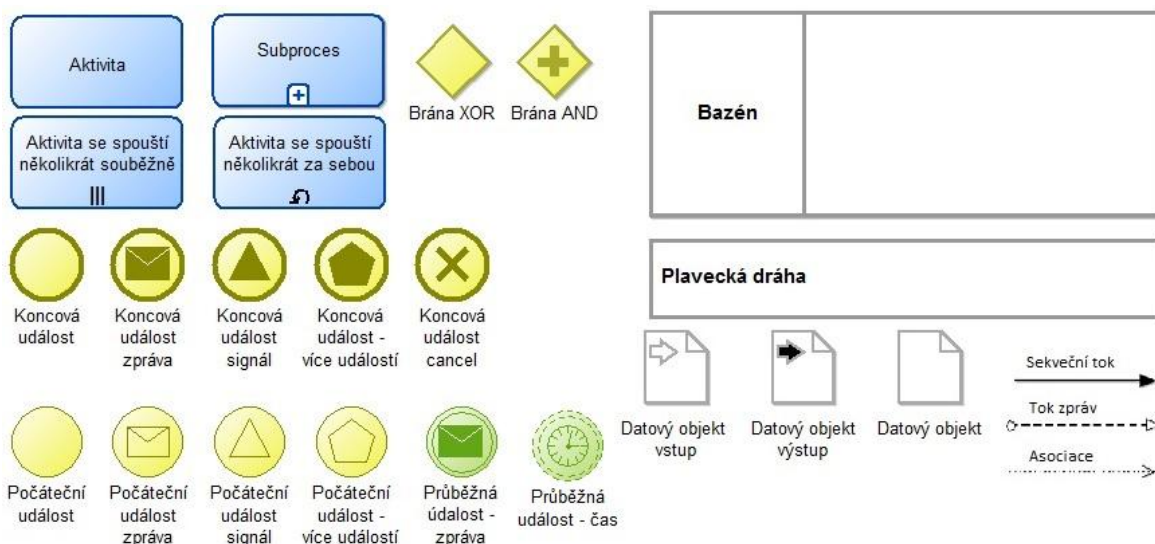 Aktivita
Subproces
Brána XOR
Brána AND
Aktivita se spouští
několikrát souběžně
Aktivita se spouští
několikrát za sebou
Bazén
Plavecká dráha
Koncová
událost
Koncová
událost
zpráva
Koncová
událost
signál
Koncová
událost -
více událostí
Koncová
událost
cancel
Datový objekt
vstup
Datový objekt
výstup
Datový objekt
Sekveční tok
Tok zpráv
Asociace
Počáteční
událost
Počáteční
událost
zpráva
Počáteční
událost
signál
Počáteční
událost -
více událostí
Průběžná
údalost -
zpráva
Průběžná
událost - čas